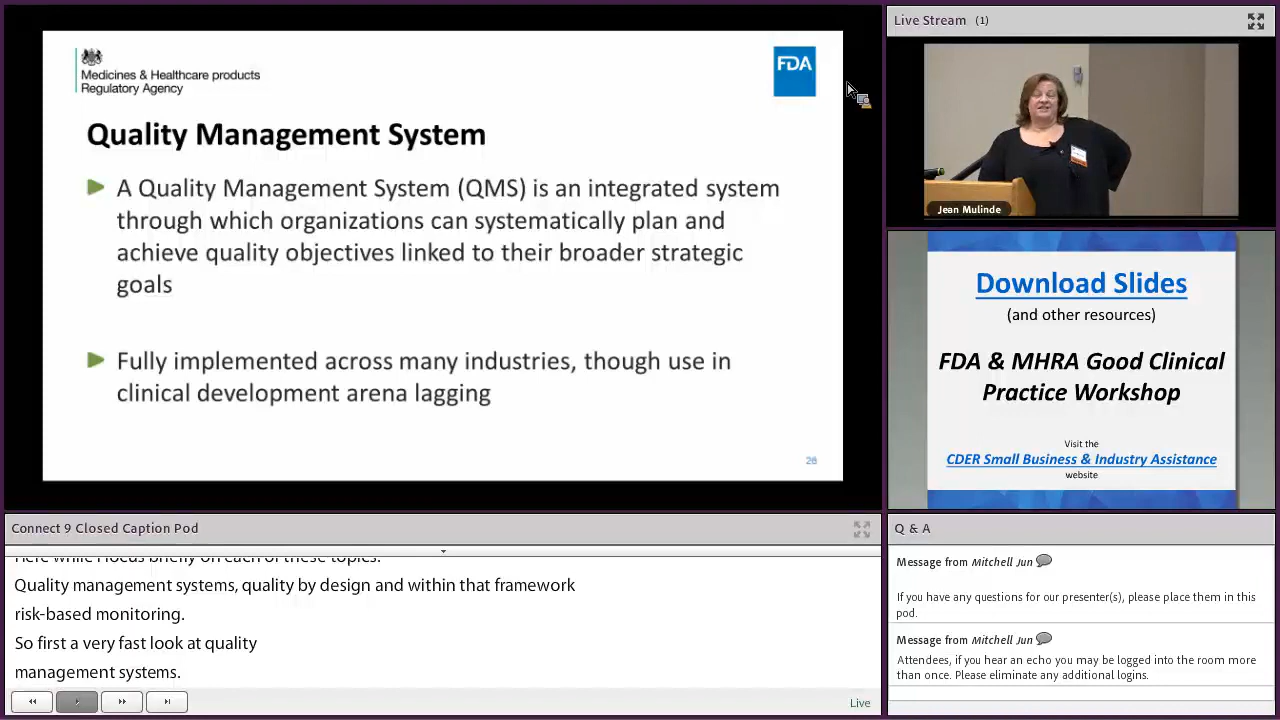 Medicines & Healthcare products
Regulatory Agency
FDA
Quality Management System
A Quality Management System (QMS) is an integrated system
through which organizations can systematically plan and
achieve quality objectives linked to their broader strategic
goals
Fully implemented across many industries, though use in
clinical development arena lagging
26
Live Stream (1)
Jean Mulinde
Download Slides
(and other resources)
FDA & MHRA Good Clinical
Practice Workshop
Visit the
CDER Small Business & Industry Assistance
website
Connect 9 Closed Caption Pod
Here while I focus briefly on each of these topics.
Quality management systems, quality by design and within that framework
risk-based monitoring.
So first a very fast look at quality
management systems.
Live
Q & A
Message from Mitchell Jun
If you have any questions for our presenter(s), please place them in this
pod.
Message from Mitchell Jun
Attendees, if you hear an echo you may be logged into the room more
than once. Please eliminate any additional logins.